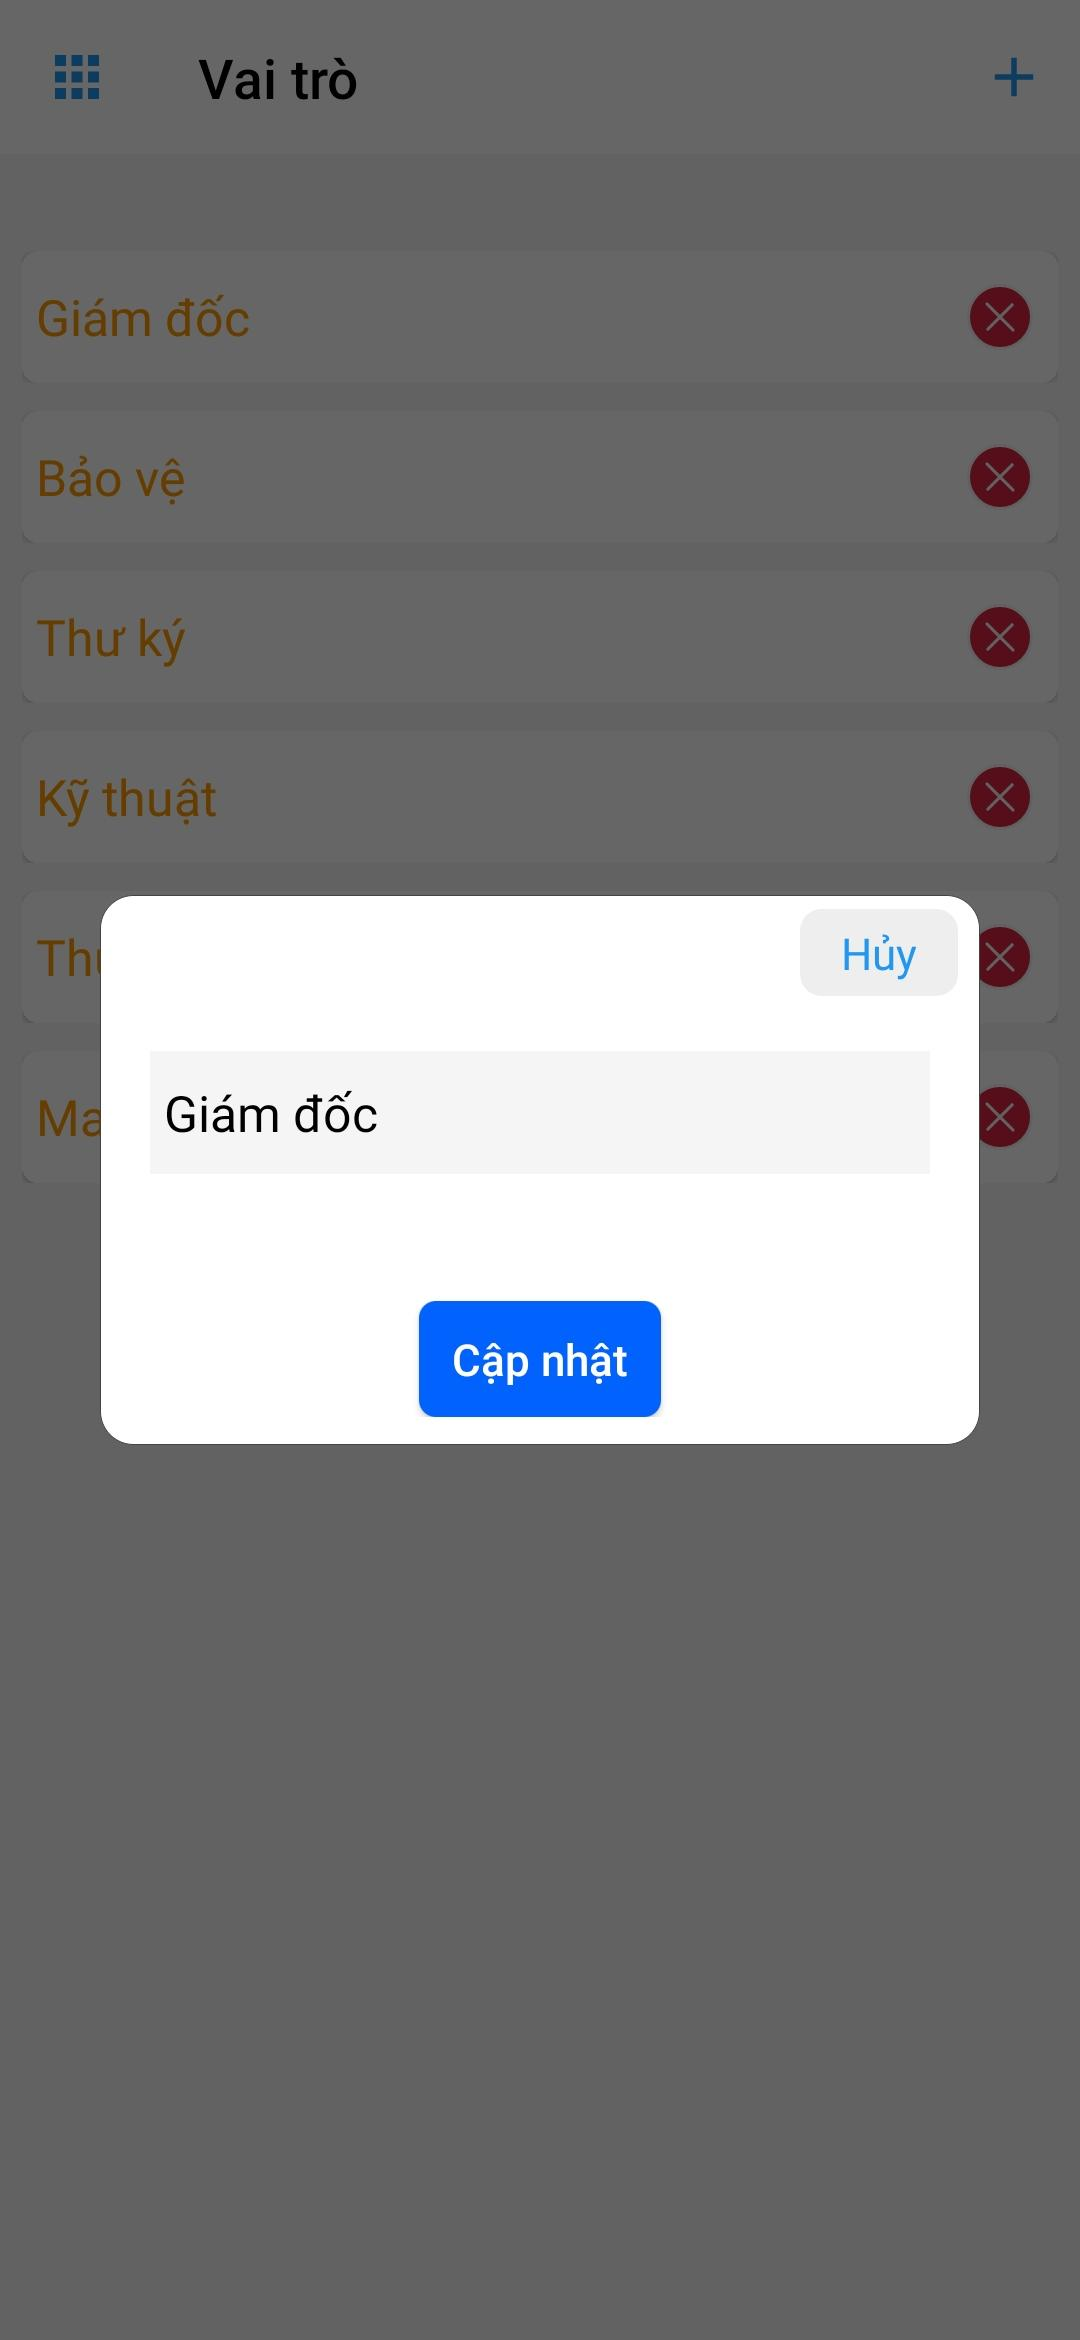 Vai trò
Giám đốc
Bảo vệ
Thư ký
Kỹ thuật
Hủy
Giám đốc
Cập nhật